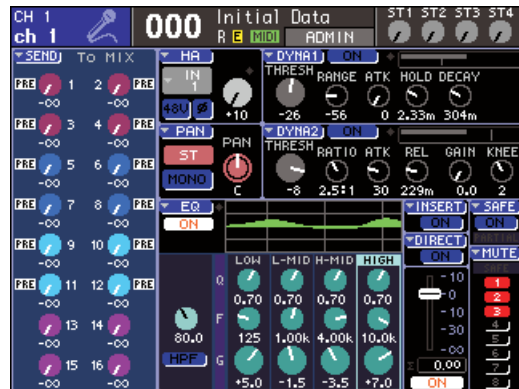 CH 1
ch 1
000 Initial Data
R E MIDI ADMIN
ST1 ST2 ST3 ST4
SEND To MIX
PRE 1 2 PRE
-∞ -∞
PRE 3 4 PRE
-∞ -∞
PRE 5 6 PRE
-∞ -∞
PRE 7 8 PRE
-∞ -∞
PRE 9 10 PRE
-∞ -∞
PRE 11 12 PRE
-∞ -∞
13 14
-∞ -∞
15 16
-∞ -∞
HA
IN
1
48V Ø
+10
PAN
ST
MONO
PAN
C
DYNA1 ON
THRESH RANGE ATK HOLD DECAY
-26 -56 0 2.33m 304m
DYNA2 ON
THRESH RATIO ATK REL GAIN KNEE
-8 2.5:1 30 229m 0.0 2
EQ
ON
LOW L-MID H-MID HIGH
Q 0.70 0.70 0.70 0.70
F 125 1.00k 4.00k 10.0k
G +5.0 -1.5 -3.5 +7.0
80.0
HPF
INSERT
ON
DIRECT
ON
-10
-0
-10
-30
-∞
Σ 0.00
ON
SAFE
ON
PARTIAL
MUTE
SAFE
1
2
3
4
5
6
7
8